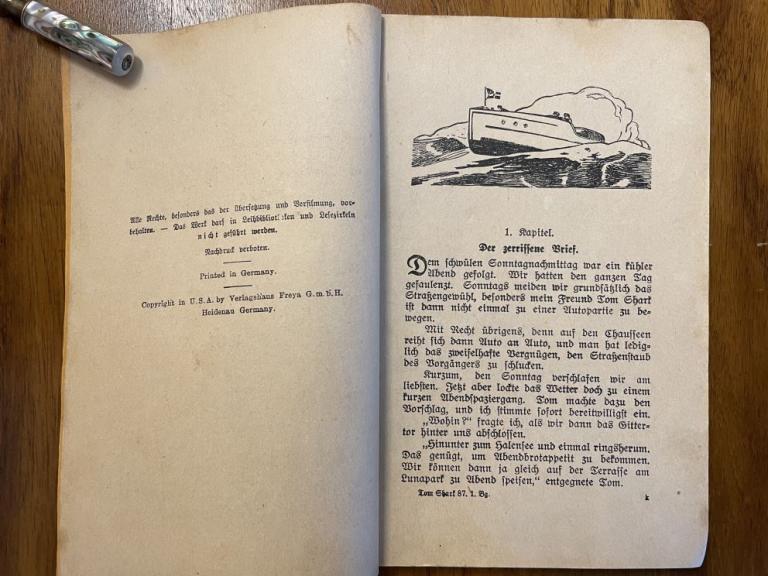 Alle Rechte, besonders das der Übersetzung und Verfilmung, vor-
behalten. — Das Werk darf in Leihbibliotheken und Lesezirkeln
nicht geführt werden.
Nachdruck verboten.
Printed in Germany.
Copyright in U.S.A. by Verlagshaus Freya G. m. b. H.
Heidenau Germany.
1. Kapitel.
Der zerrissene Brief.
Dem schwülen Sonntagnachmittag war ein kühler
Abend gefolgt. Wir hatten den ganzen Tag
gefaulenzt. Sonntags meiden wir grundsätzlich das
Straßengewühl, besonders mein Freund Tom Shark
ist dann nicht einmal zu einer Autopartie zu be-
wegen.
Mit Recht übrigens, denn auf den Chausseen
reiht sich dann Auto an Auto, und man hat ledig-
lich das zweifelhafte Vergnügen, den Straßenstaub
des Vorgängers zu schlucken.
Kurzum, den Sonntag verschlafen wir am
liebsten. Jetzt aber lockte das Wetter doch zu einem
kurzen Abendspaziergang. Tom machte dazu den
Vorschlag, und ich stimmte sofort bereitwilligst ein.
„Wohin?“ fragte ich, als wir dann das Gitter-
tor hinter uns abschlossen.
„Hinunter zum Halensee und einmal ringsherum.
Das genügt, um Abendbrotappetit zu bekommen.
Wir können dann ja gleich auf der Terrasse am
Lunapark zu Abend speisen,“ entgegnete Tom.
Tom Shark 87. 1. Bg.